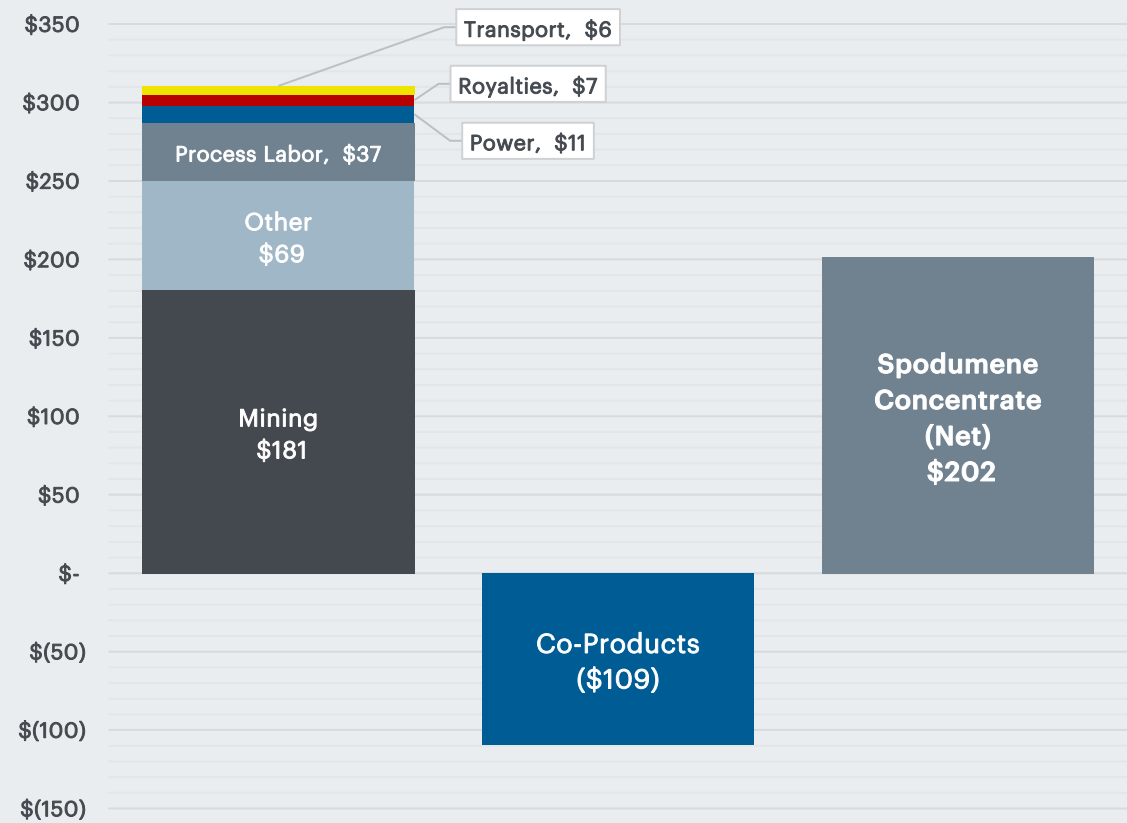 $350
$300
$250
$200
$150
$100
$50
$-
$(50)
$(100)
$(150)
Transport,  $6
Royalties,  $7
Power,  $11
Process Labor,  $37
Other
$69
Mining
$181
Co-Products
($109)
Spodumene
Concentrate
(Net)
$202